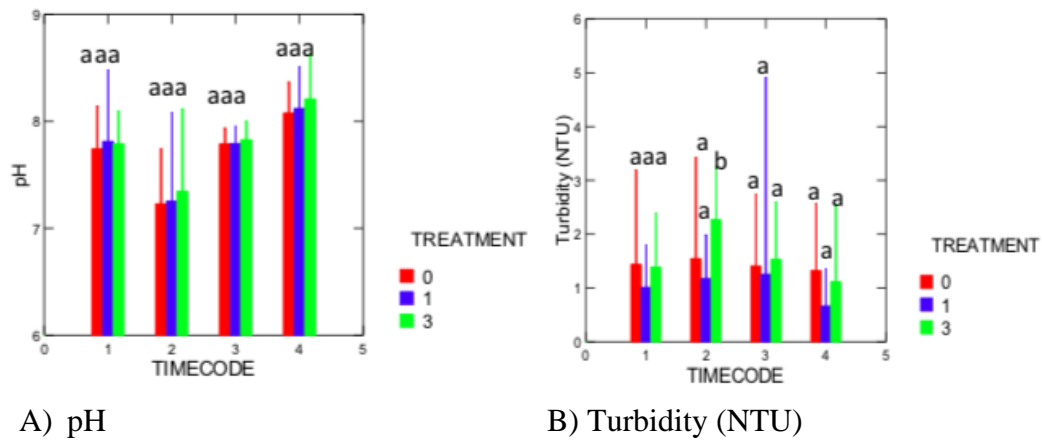 9
8
7
6
pH
aaa
aaa
aaa
aaa
0 1 2 3 4 5
TIMECODE
TREATMENT
0
1
3
A) pH
6
5
4
3
2
1
0
Turbidity (NTU)
aaa
a
a
b
a
a
a
a
a
a
0 1 2 3 4 5
TIMECODE
TREATMENT
0
1
3
B) Turbidity (NTU)